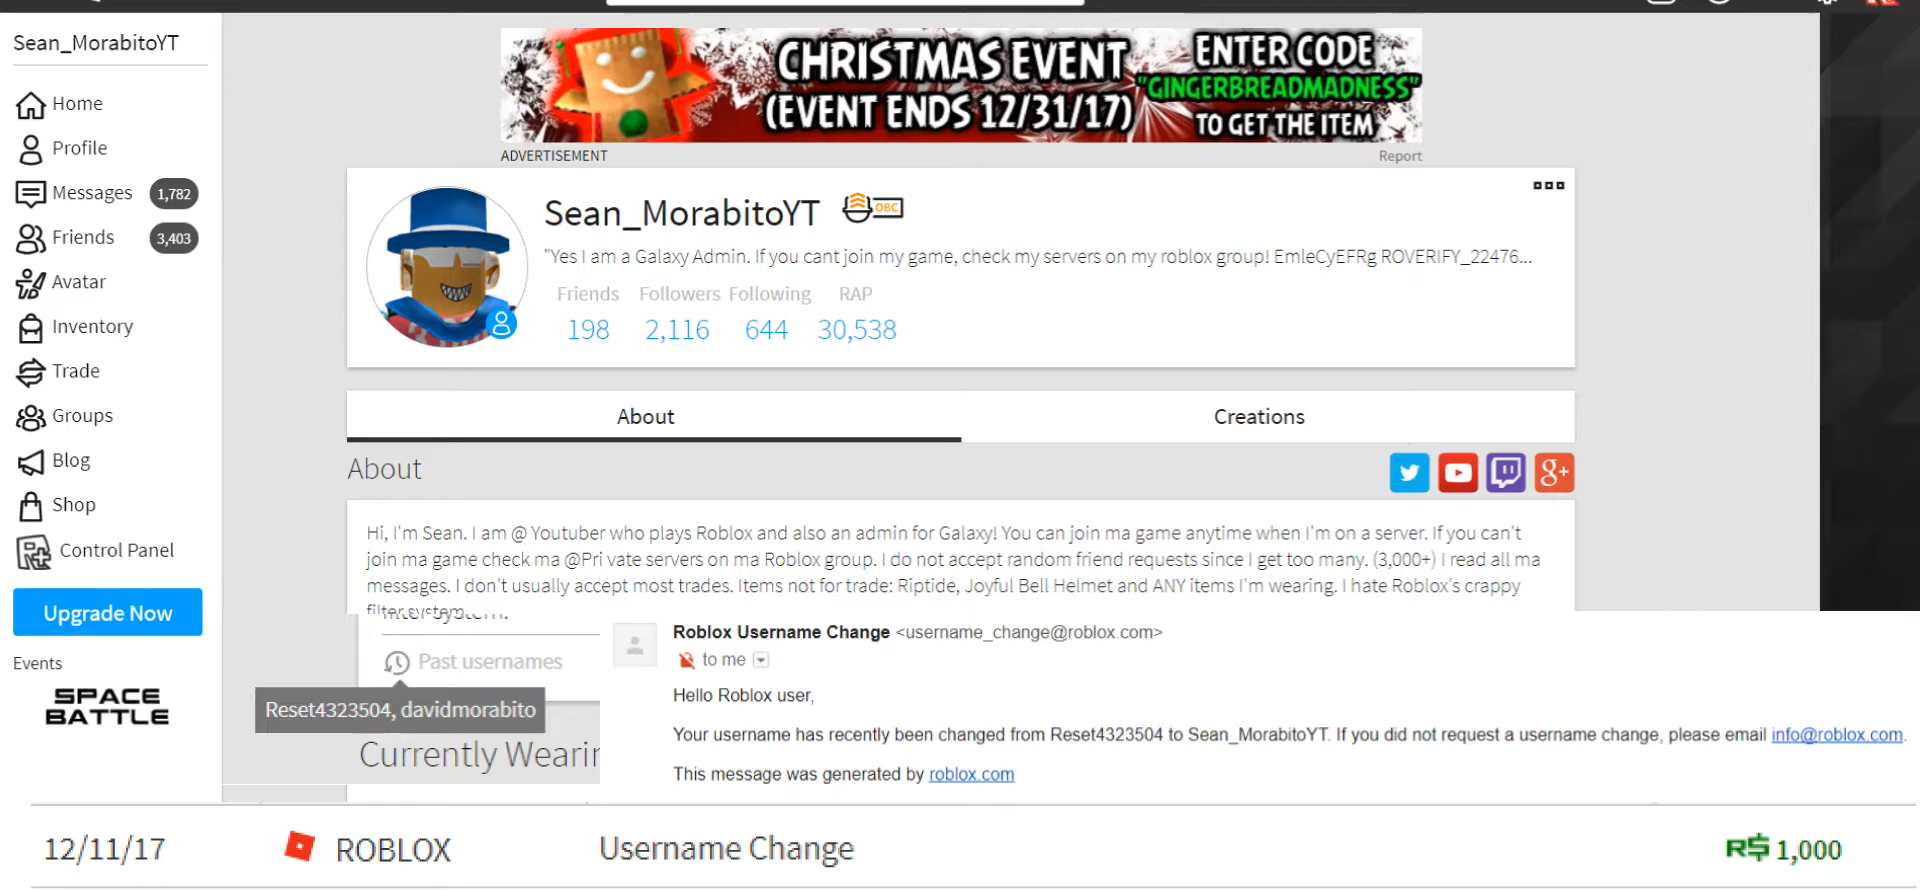 Sean_MorabitoYT
Home
Profile
Messages 1,782
Friends 3,403
Avatar
Inventory
Trade
Groups
Blog
Shop
Control Panel
Upgrade Now
Events
SPACE
BATTLE
CHRISTMAS EVENT
(EVENT ENDS 12/31/17)
ENTER CODE
"GINGERBREADMADNESS"
TO GET THE ITEM
ADVERTISEMENT
Report
Sean_MorabitoYT OBC
"Yes I am a Galaxy Admin. If you cant join my game, check my servers on my roblox group! EmleCyEFRg ROVERIFY_22476...
Friends Followers Following RAP
198 2,116 644 30,538
About Creations
About
Hi, I'm Sean. I am @ Youtuber who plays Roblox and also an admin for Galaxy! You can join ma game anytime when I'm on a server. If you can't
join ma game check ma @Pri vate servers on ma Roblox group. I do not accept random friend requests since I get too many. (3,000+) I read all ma
messages. I don't usually accept most trades. Items not for trade: Riptide, Joyful Bell Helmet and ANY items I'm wearing. I hate Roblox's crappy
filter system.
Past usernames
Reset4323504, davidmorabito
Currently Wearin
Roblox Username Change <username_change@roblox.com>
to me
Hello Roblox user,
Your username has recently been changed from Reset4323504 to Sean_MorabitoYT. If you did not request a username change, please email info@roblox.com.
This message was generated by roblox.com
12/11/17 ROBLOX Username Change R$ 1,000